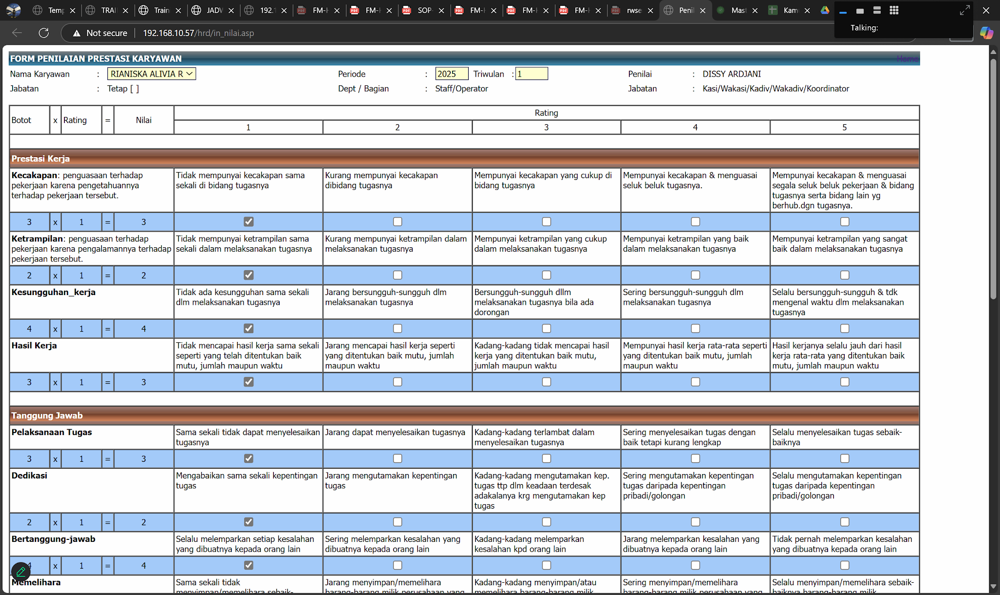 Temp TRAI Train JADV 192.1 FM-H FM-H SOP- FM-H FM-H FM-H rwse Penil Mast Kam
Talking:
Not secure 192.168.10.57/hrd/in_nilai.asp
FORM PENILAIAN PRESTASI KARYAWAN Home
Nama Karyawan : RIANISKA ALIVIA R Periode : 2025 Triwulan : 1 Penilai : DISSY ARDJANI
Jabatan : Tetap [ ] Dept / Bagian : Staff/Operator Jabatan : Kasi/Wakasi/Kadiv/Wakadiv/Koordinator
Botot x Rating = Nilai Rating
1 2 3 4 5
Prestasi Kerja
Kecakapan: penguasaan terhadap
pekerjaan karena pengetahuannya
terhadap pekerjaan tersebut.
Tidak mempunyai kecakapan sama
sekali di bidang tugasnya
Kurang mempunyai kecakapan
dibidang tugasnya
Mempunyai kecakapan yang cukup di
bidang tugasnya
Mempunyai kecakapan & menguasai
seluk beluk tugasnya.
Mempunyai kecakapan & menguasai
segala seluk beluk pekerjaan & bidang
tugasnya serta bidang lain yg
berhub.dgn tugasnya.
3 x 1 = 3
Ketrampilan: penguasaan terhadap
pekerjaan karena pengalamannya terhadap
pekerjaan tersebut.
Tidak mempunyai ketrampilan sama
sekali dalam melaksanakan tugasnya
Kurang mempunyai ketrampilan dalam
melaksanakan tugasnya
Mempunyai ketrampilan yang cukup
dalam melaksanakan tugasnya
Mempunyai ketrampilan yang baik
dalam melaksanakan tugasnya
Mempunyai ketrampilan yang sangat
baik dalam melaksanakan tugasnya
2 x 1 = 2
Kesungguhan_kerja
Tidak ada kesungguhan sama sekali
dlm melaksanakan tugasnya
Jarang bersungguh-sungguh dlm
melaksanakan tugasnya
Bersungguh-sungguh dllm
melaksanakan tugasnya bila ada
dorongan
Sering bersungguh-sungguh dlm
melaksanakan tugasnya
Selalu bersungguh-sungguh & tdk
mengenal waktu dlm melaksanakan
tugasnya
4 x 1 = 4
Hasil Kerja
Tidak mencapai hasil kerja sama sekali
seperti yang telah ditentukan baik
mutu, jumlah maupun waktu
Jarang mencapai hasil kerja seperti
yang ditentukan baik mutu, jumlah
maupun waktu
Kadang-kadang tidak mencapai hasil
kerja yang ditentukan baik mutu,
jumlah maupun waktu
Mempunyai hasil kerja rata-rata seperti
yang ditentukan baik mutu, jumlah
maupun waktu
Hasil kerjanya selalu jauh dari hasil
kerja rata-rata yang ditentukan baik
mutu, jumlah maupun waktu
3 x 1 = 3
Tanggung Jawab
Pelaksanaan Tugas
Sama sekali tidak dapat menyelesaikan
tugasnya
Jarang dapat menyelesaikan tugasnya
Kadang-kadang terlambat dalam
menyelesaikan tugasnya
Sering menyelesaikan tugas dengan
baik tetapi kurang lengkap
Selalu menyelesaikan tugas sebaik-
baiknya
3 x 1 = 3
Dedikasi
Mengabaikan sama sekali kepentingan
tugas
Jarang mengutamakan kepentingan
tugas
Kadang-kadang mengutamakan kep.
tugas ttp dlm keadaan terdesak
adakalanya krg mengutamakan kep
tugas
Sering mengutamakan kepentingan
tugas daripada kepentingan
pribadi/golongan
Selalu mengutamakan kepentingan
tugas daripada kepentingan
pribadi/golongan
2 x 1 = 2
Bertanggung-jawab
Selalu melemparkan setiap kesalahan
yang dibuatnya kepada orang lain
Sering melemparkan kesalahan yang
dibuatnya kepada orang lain
Kadang-kadang melemparkan
kesalahan kpd orang lain
Jarang melemparkan kesalahan yang
dibuatnya kepada orang lain
Tidak pernah melemparkan kesalahan
yang dibuatnya kepada orang lain
4 x 1 = 4
Memelihara
Sama sekali tidak
menyimpan/memelihara sebaik-
Jarang menyimpan/memelihara
barang-barang milik perusahaan yang
Kadang-kadang menyimpan/atau
memelihara barang-barang milik
Sering menyimpan/memelihara
barang-barang milik perusahaan yang
Selalu menyimpan/memelihara sebaik-
baiknya barang-barang milik